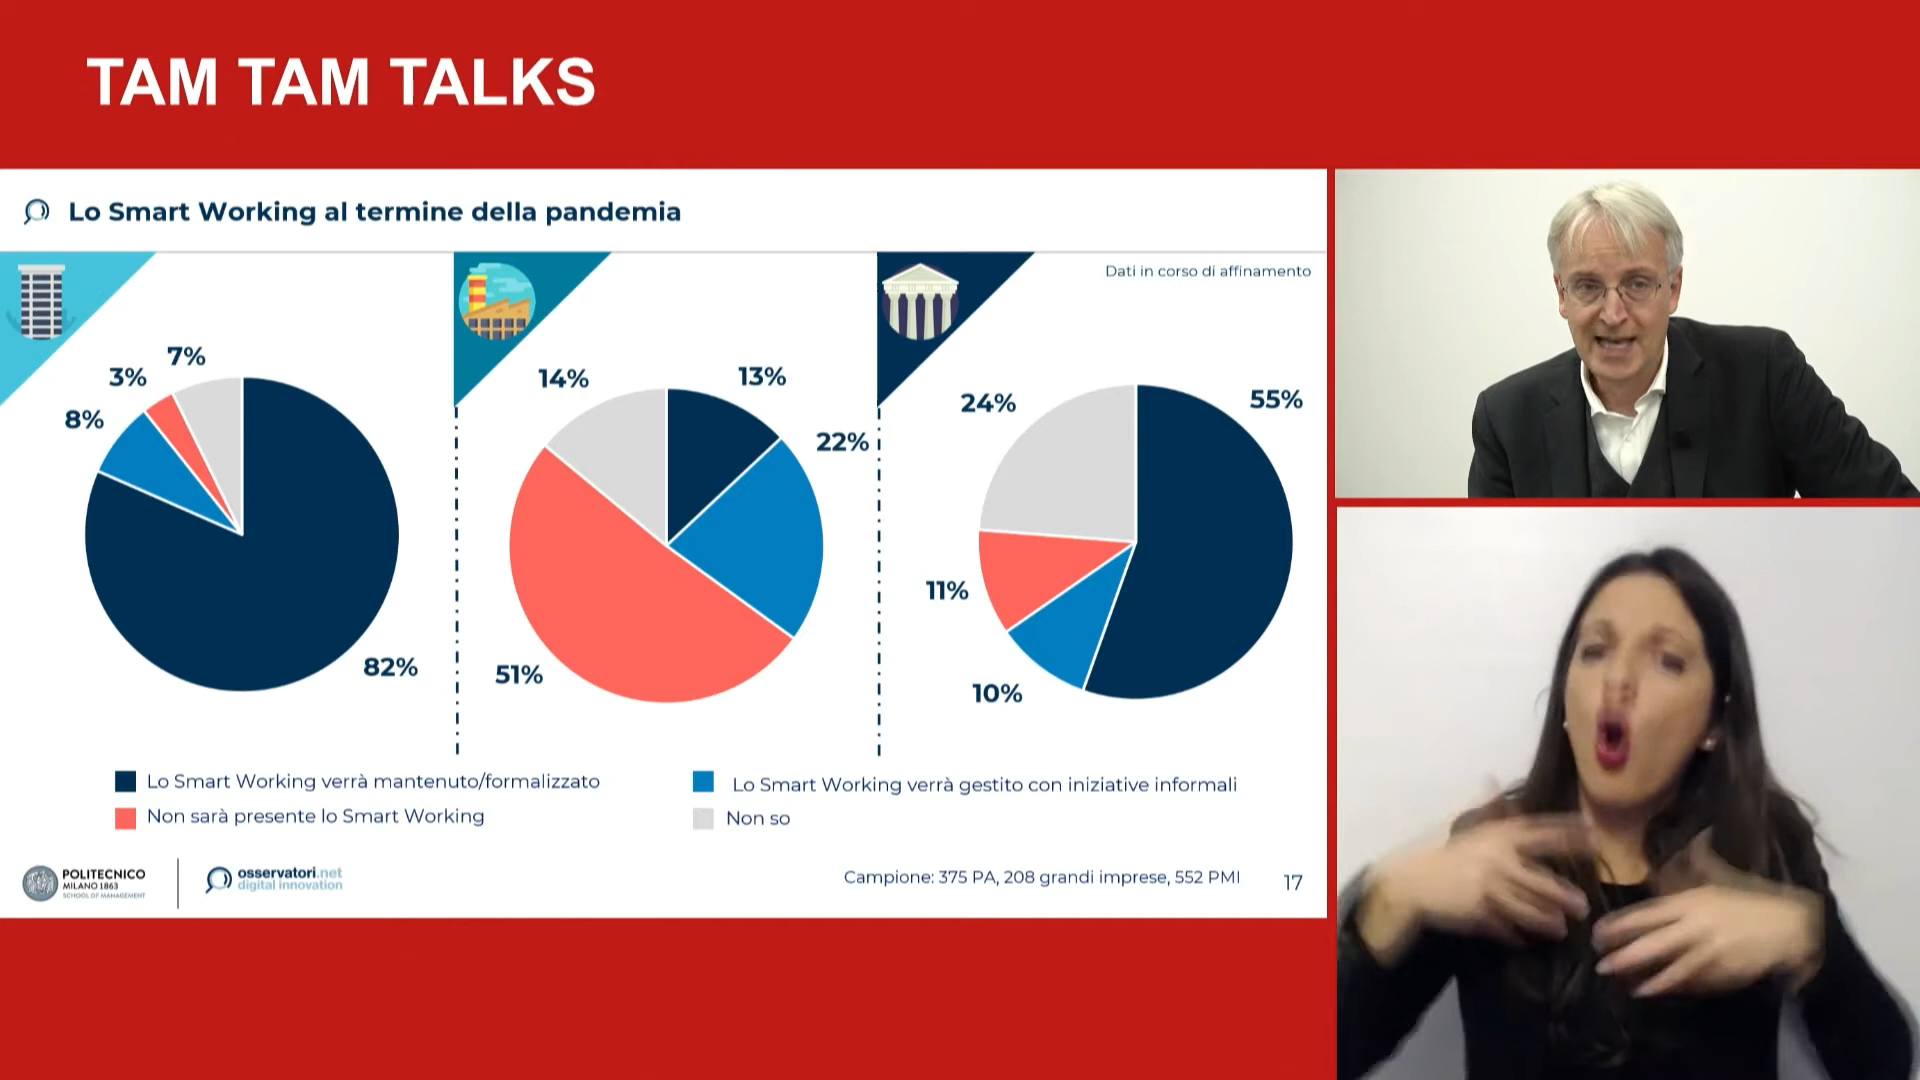 TAM TAM TALKS
Lo Smart Working al termine della pandemia
Dati in corso di affinamento
7%
3%
8%
82%
14%
13%
22%
51%
24%
55%
11%
10%
Lo Smart Working verrà mantenuto/formalizzato
Lo Smart Working verrà gestito con iniziative informali
Non sarà presente lo Smart Working
Non so
POLITECNICO
MILANO 1863
SCHOOL OF MANAGEMENT
osservatori.net
digital innovation
Campione: 375 PA, 208 grandi imprese, 552 PMI
17